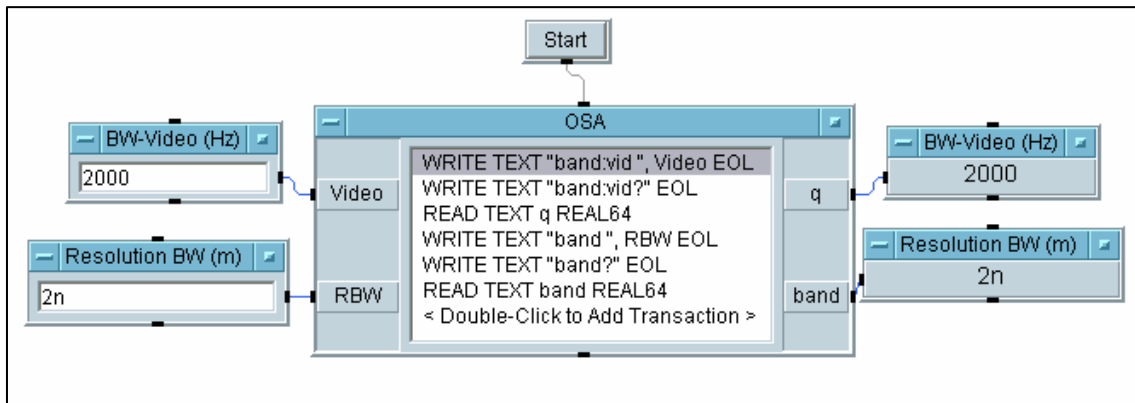 Start
BW-Video (Hz)
2000
Resolution BW (m)
2n
OSA
Video
RBW
WRITE TEXT "band:vid ", Video EOL
WRITE TEXT "band:vid?" EOL
READ TEXT q REAL64
WRITE TEXT "band ", RBW EOL
WRITE TEXT "band?" EOL
READ TEXT band REAL64
< Double-Click to Add Transaction >
q
band
BW-Video (Hz)
2000
Resolution BW (m)
2n